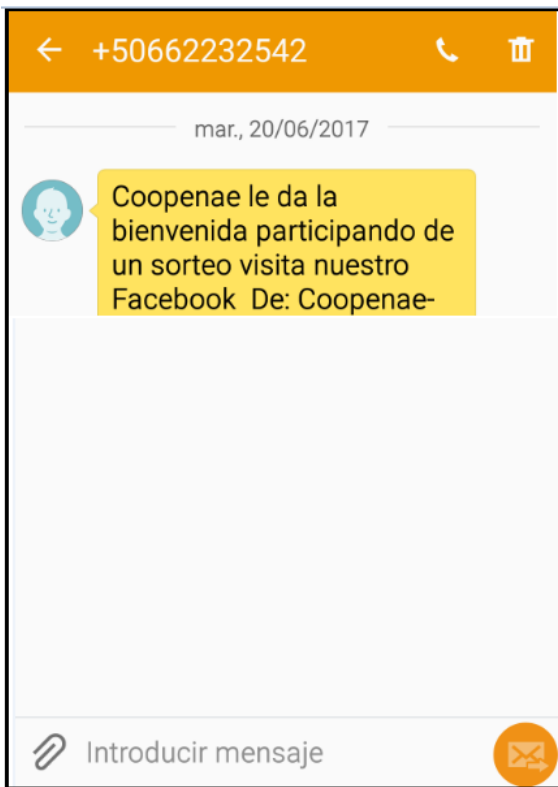 +50662232542
mar., 20/06/2017
Coopenae le da la
bienvenida participando de
un sorteo visita nuestro
Facebook  De: Coopenae-
Introducir mensaje